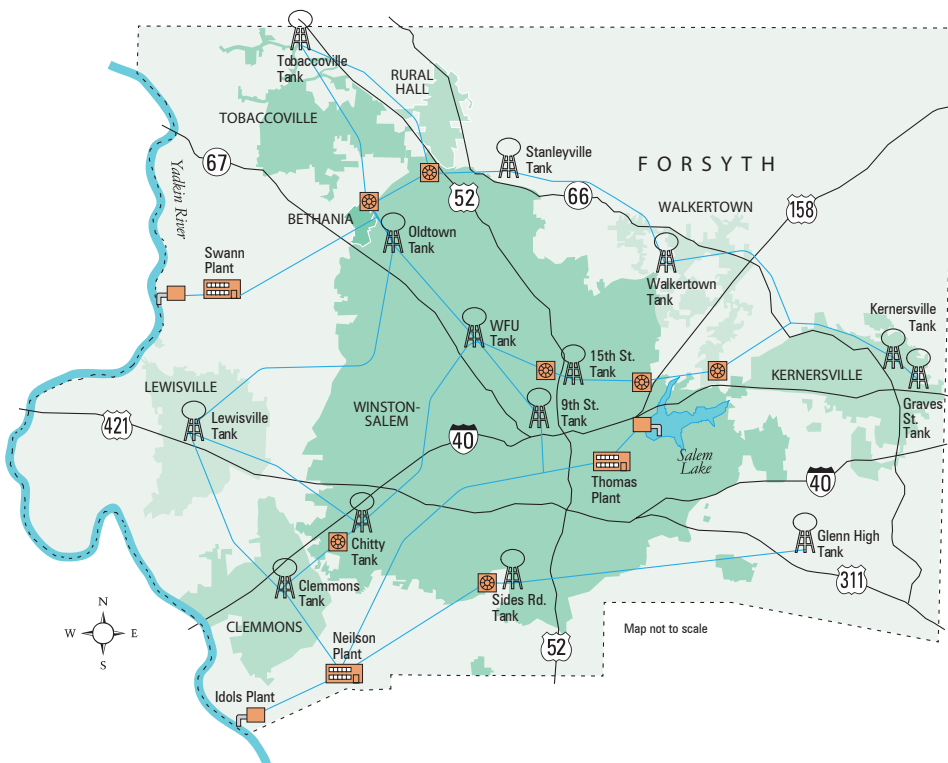 Tobaccoville
Tank
RURAL
HALL
TOBACCOVILLE
67
Yadkin River
Stanleyville
Tank
FORSYTH
52
66
WALKERTOWN
158
BETHANIA
Oldtown
Tank
Swann
Plant
Walkertown
Tank
Kernersville
Tank
WFU
Tank
15th St.
Tank
KERNERSVILLE
Graves
St.
Tank
LEWISVILLE
Lewisville
Tank
421
WINSTON-
SALEM
9th St.
Tank
40
Salem
Lake
Thomas
Plant
40
Chitty
Tank
Glenn High
Tank
Clemmons
Tank
Sides Rd.
Tank
311
N
W
E
S
CLEMMONS
Neilson
Plant
Map not to scale
52
Idols Plant